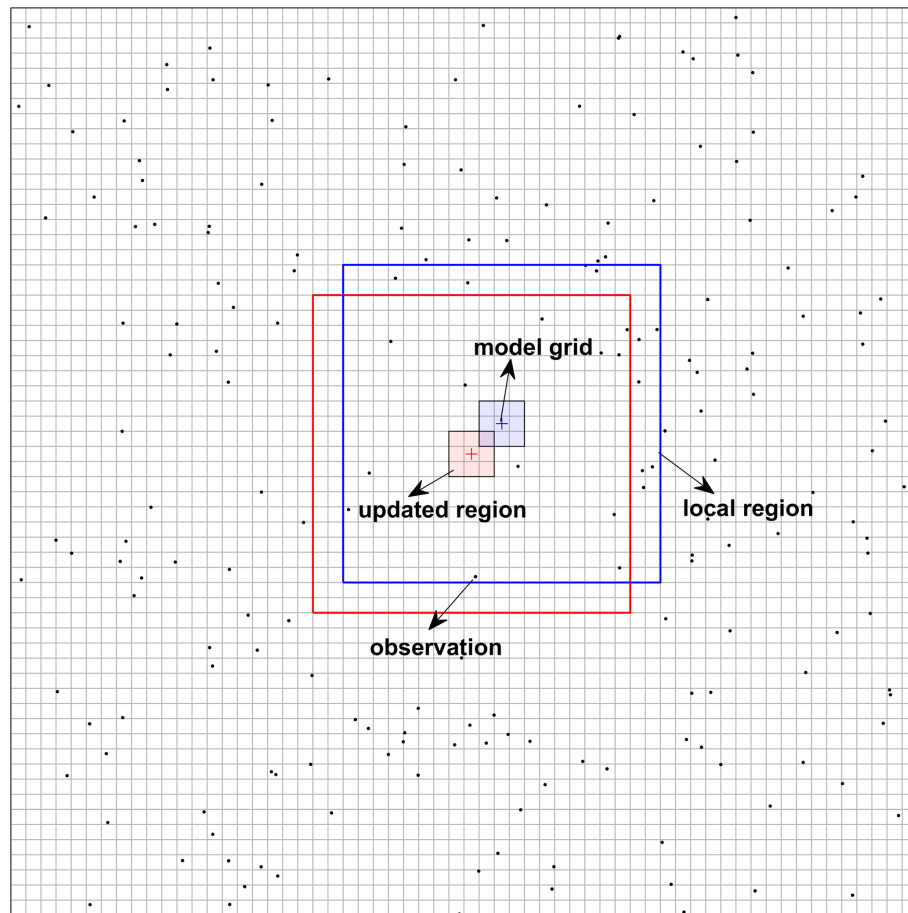 model grid
updated region
local region
observation